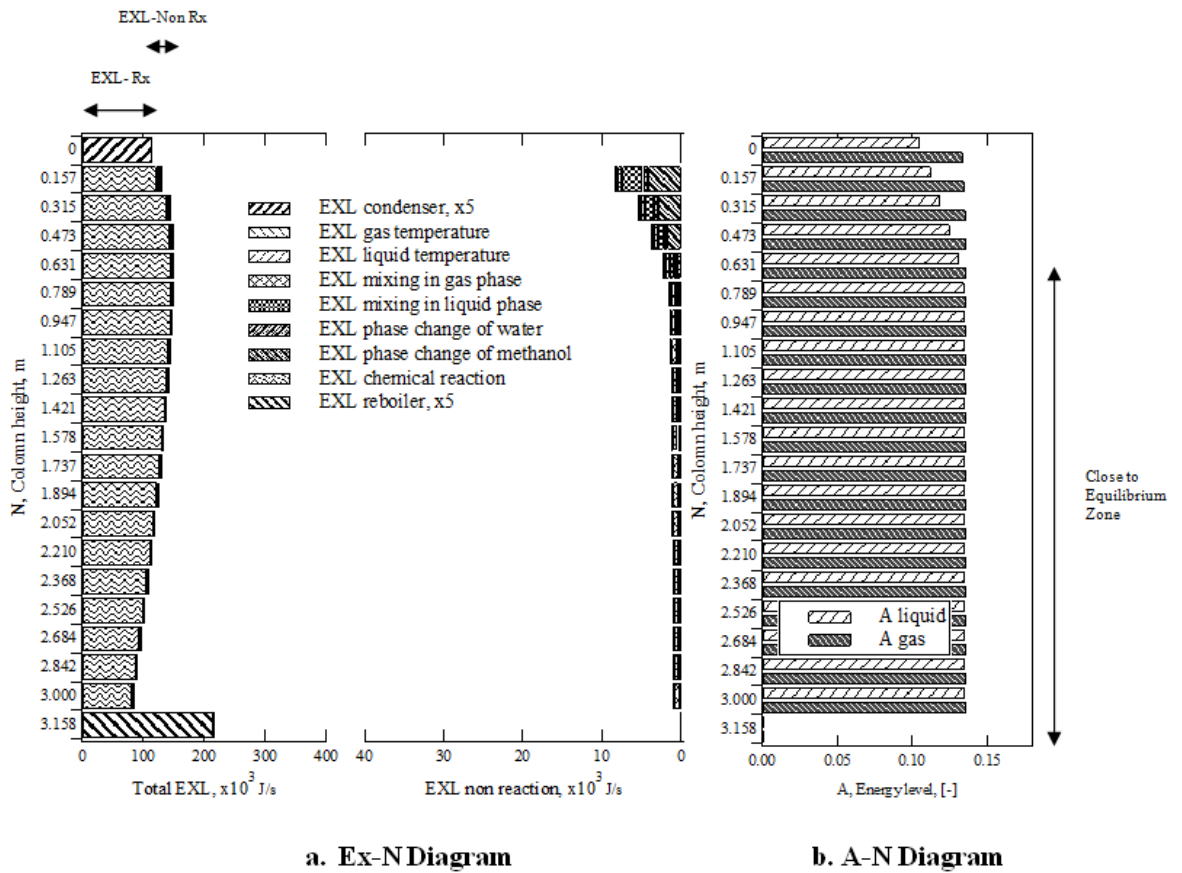 EXL-Non Rx
EXL- Rx
N, Colomn height, m
0
0.157
0.315
0.473
0.631
0.789
0.947
1.105
1.263
1.421
1.578
1.737
1.894
2.052
2.210
2.368
2.526
2.684
2.842
3.000
3.158
0 100 200 300 400
Total EXL, x10³ J/s
EXL condenser, x5
EXL gas temperature
EXL liquid temperature
EXL mixing in gas phase
EXL mixing in liquid phase
EXL phase change of water
EXL phase change of methanol
EXL chemical reaction
EXL reboiler, x5
40 30 20 10 0
EXL non reaction, x10³ J/s
N, Colomn height, m
0
0.157
0.315
0.473
0.631
0.789
0.947
1.105
1.263
1.421
1.578
1.737
1.894
2.052
2.210
2.368
2.526
2.684
2.842
3.000
3.158
A liquid
A gas
0.00 0.05 0.10 0.15
A, Energy level, [-]
Close to
Equilibrium
Zone
a. Ex-N Diagram
b. A-N Diagram